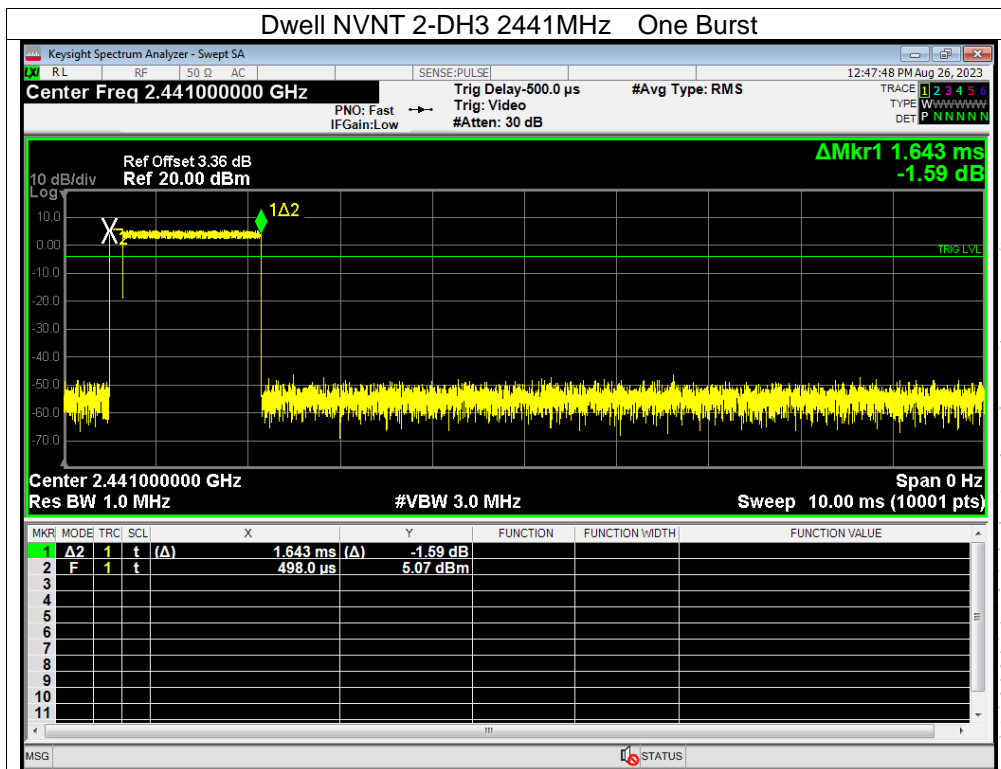 Dwell NVNT 2-DH3 2441MHz One Burst
Keysight Spectrum Analyzer - Swept SA
LXI RL RF 50 Ω AC SENSE:PULSE 12:47:48 PM Aug 26, 2023
Center Freq 2.441000000 GHz
PNO: Fast
IFGain:Low
Trig Delay-500.0 µs
Trig: Video
#Atten: 30 dB
#Avg Type: RMS
TRACE 1 2 3 4 5 6
TYPE WWWWWW
DET P N N N N N
ΔMkr1 1.643 ms
-1.59 dB
Ref Offset 3.36 dB
10 dB/div Ref 20.00 dBm
Log
1Δ2
10.0
X2
0.00
TRIG LVL
-10.0
-20.0
-30.0
-40.0
-50.0
-60.0
-70.0
Center 2.441000000 GHz Span 0 Hz
Res BW 1.0 MHz #VBW 3.0 MHz Sweep 10.00 ms (10001 pts)
MKR MODE TRC SCL X Y FUNCTION FUNCTION WIDTH FUNCTION VALUE
1 Δ2 1 t (Δ) 1.643 ms (Δ) -1.59 dB
2 F 1 t 498.0 µs 5.07 dBm
3
4
5
6
7
8
9
10
11
MSG STATUS